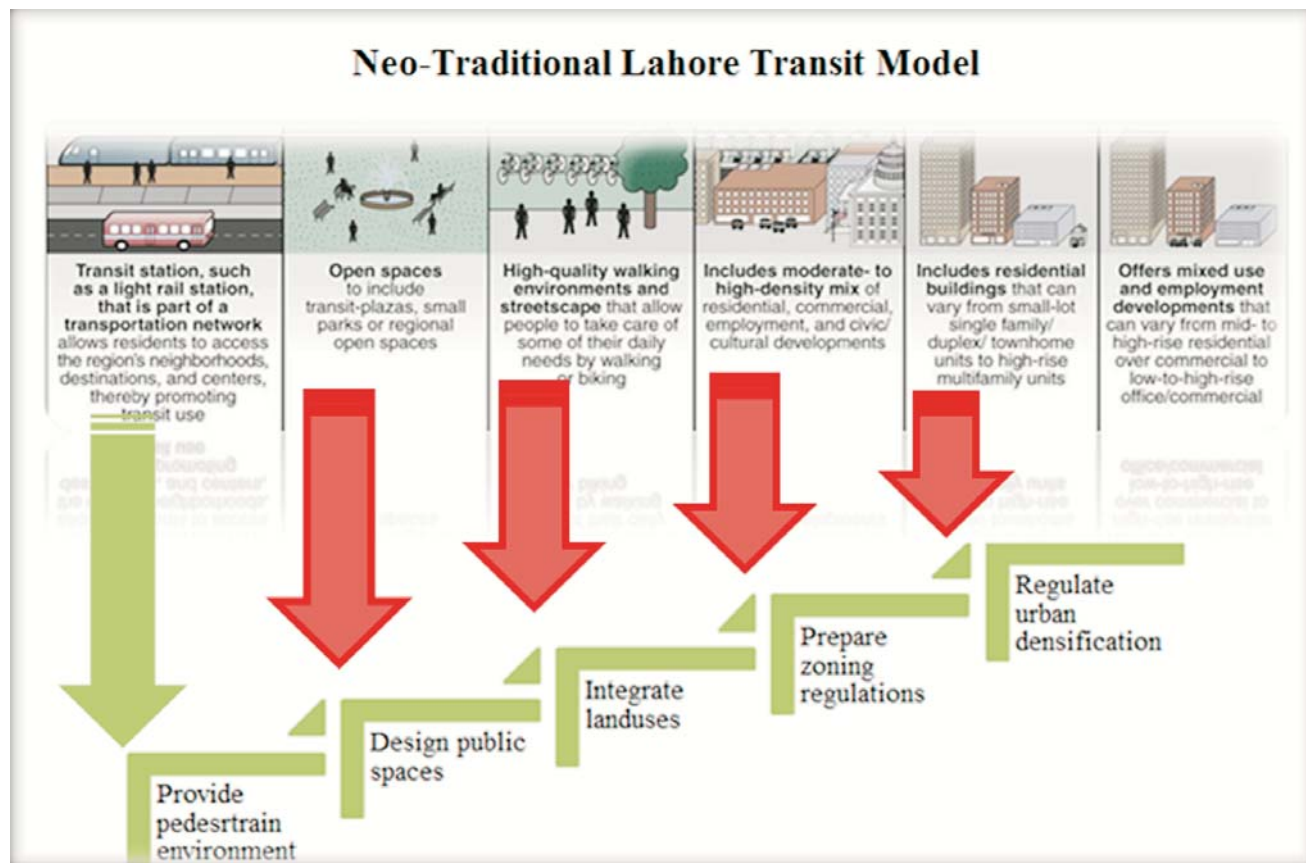 Neo-Traditional Lahore Transit Model
Transit station, such
as a light rail station,
that is part of a
transportation network
allows residents to access
the region's neighborhoods,
destinations, and centers,
thereby promoting
transit use
Open spaces
to include
transit-plazas, small
parks or regional
open spaces
High-quality walking
environments and
streetscape that allow
people to take care of
some of their daily
needs by walking
or biking
Includes moderate- to
high-density mix of
residential, commercial,
employment, and civic/
cultural developments
Includes residential
buildings that can
vary from small-lot
single family/
duplex/ townhome
units to high-rise
multifamily units
Offers mixed use
and employment
developments that
can vary from mid- to
high-rise residential
over commercial to
low-to-high-rise
office/commercial
Provide
pedesrtrain
environment
Design public
spaces
Integrate
landuses
Prepare
zoning
regulations
Regulate
urban
densification